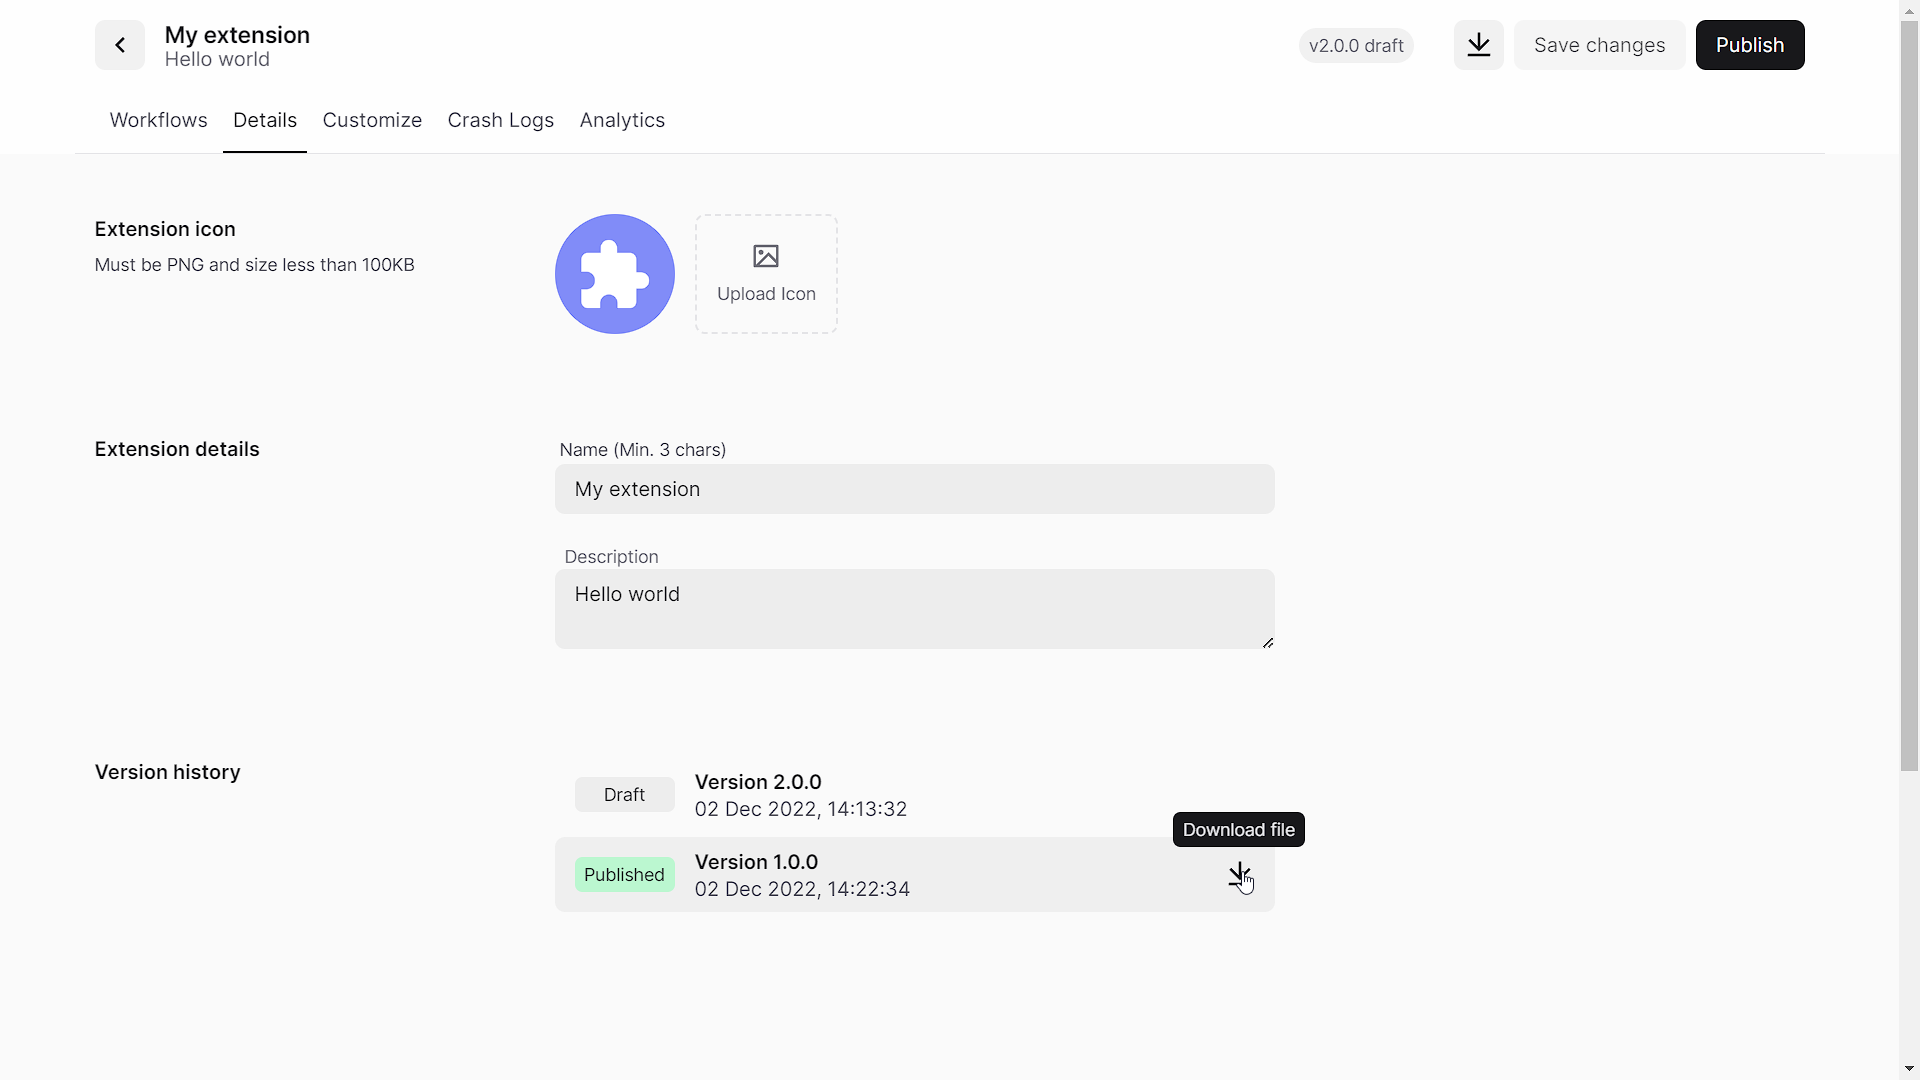 My extension
Hello world
v2.0.0 draft
Save changes
Publish
Workflows
Details
Customize
Crash Logs
Analytics
Extension icon
Must be PNG and size less than 100KB
Upload Icon
Extension details
Name (Min. 3 chars)
My extension
Description
Hello world
Version history
Draft
Version 2.0.0
02 Dec 2022, 14:13:32
Download file
Published
Version 1.0.0
02 Dec 2022, 14:22:34